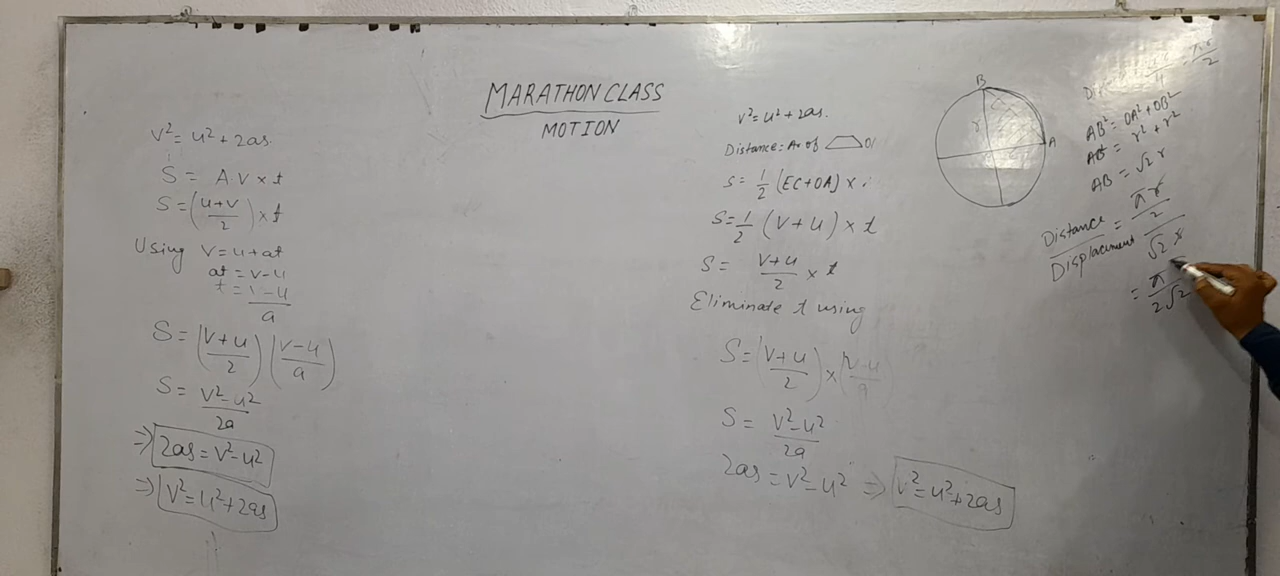 MARATHON CLASS
MOTION
V² = u² + 2as.
S = A.V × t
S = (u+v/2) × t
Using V = u + at
at = v - u
t = v - u / a
S = (v+u/2) (v-u/a)
S = v² - u² / 2a
⇒ 2as = v² - u²
⇒ v² = u² + 2as
V² = u² + 2as.
Distance = Ar of
S = 1/2 (EC + OA) ×
S = 1/2 (V + u) × t
S = v+u/2 × t
Eliminate t using
S = (v+u/2) × (v-u/a)
S = v² - u² / 2a
2as = v² - u² ⇒ v² = u² + 2as
B
r
A
πr/2
AB² = OA² + OB²
AB² = r² + r²
AB = √2 r
Distance/Displacement = πr/2 / √2 r
= π / 2√2